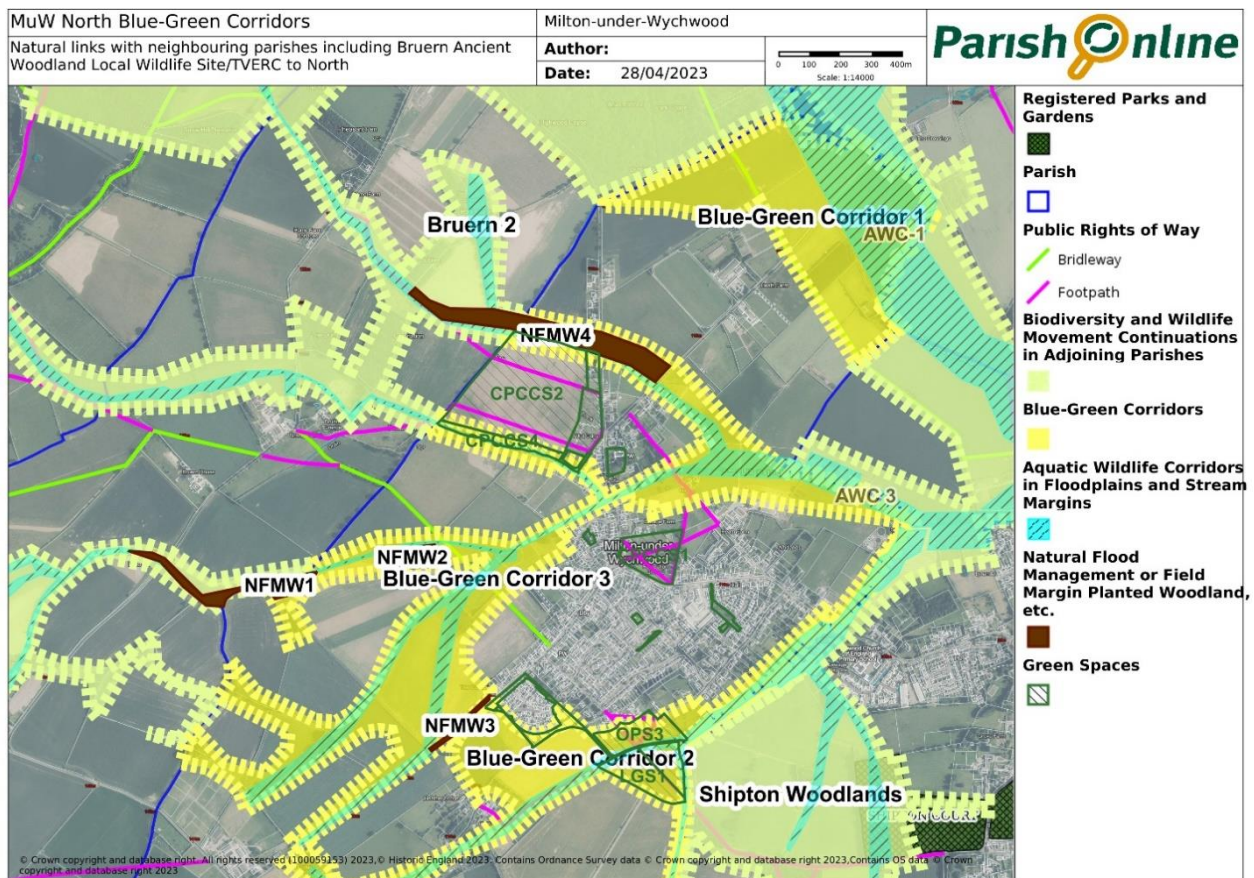 MuW North Blue-Green Corridors
Natural links with neighbouring parishes including Bruern Ancient
Woodland Local Wildlife Site/TVERC to North
Milton-under-Wychwood
Author:
Date: 28/04/2023
0 100 200 300 400m
Scale: 1:14000
Parish Online
Bruern 2
Blue-Green Corridor 1
AWC-1
NFMW4
CPCCS2
CPCCS4
AWC 3
Milton-under
Wychwood
NFMW2
NFMW1
Blue-Green Corridor 3
NFMW3
OPS3
Blue-Green Corridor 2
LGS1
Shipton Woodlands
SHIPTON COURT
© Crown copyright and database right. All rights reserved (100059153) 2023,© Historic England 2023, Contains Ordnance Survey data © Crown copyright and database right 2023,Contains OS data © Crown
copyright and database right 2023
Registered Parks and
Gardens
Parish
Public Rights of Way
Bridleway
Footpath
Biodiversity and Wildlife
Movement Continuations
in Adjoining Parishes
Blue-Green Corridors
Aquatic Wildlife Corridors
in Floodplains and Stream
Margins
Natural Flood
Management or Field
Margin Planted Woodland,
etc.
Green Spaces